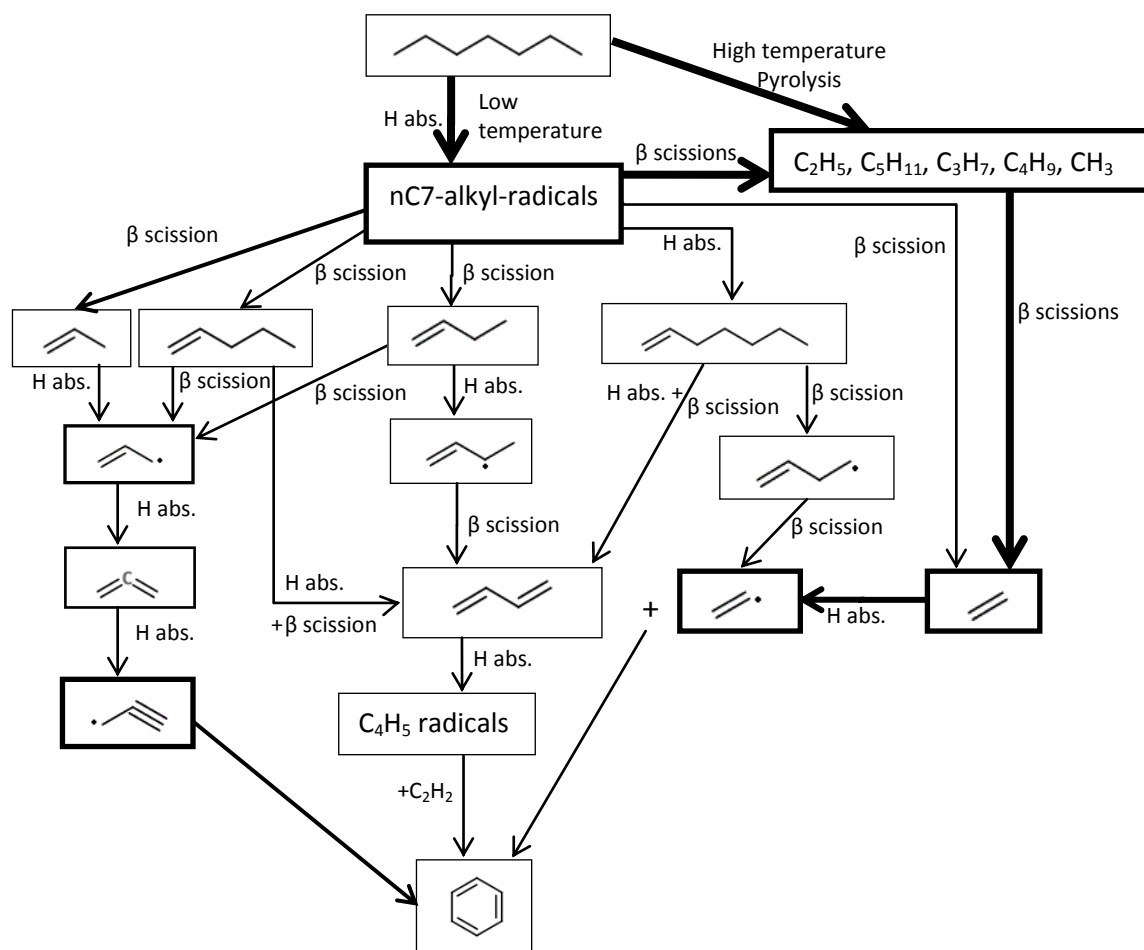 High temperature
Pyrolysis
H abs.
Low
temperature
β scissions
C₂H₅, C₅H₁₁, C₃H₇, C₄H₉, CH₃
nC7-alkyl-radicals
β scission
β scission
β scission
H abs.
β scission
β scissions
H abs.
β scission
β scission
H abs.
H abs. +
β scission
β scission
H abs.
β scission
β scission
C
H abs.
+β scission
+
H abs.
H abs.
H abs.
C₄H₅ radicals
+C₂H₂